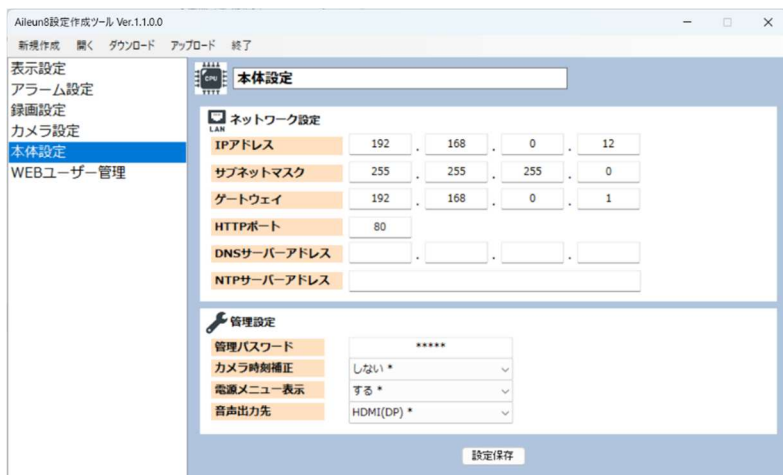 Aileun8設定作成ツール Ver.1.1.0.0
新規作成 開く ダウンロード アップロード 終了
表示設定
アラーム設定
録画設定
カメラ設定
本体設定
WEBユーザー管理
CPU 本体設定
LAN ネットワーク設定
IPアドレス 192 . 168 . 0 . 12
サブネットマスク 255 . 255 . 255 . 0
ゲートウェイ 192 . 168 . 0 . 1
HTTPポート 80
DNSサーバーアドレス . . .
NTPサーバーアドレス
管理設定
管理パスワード *****
カメラ時刻補正 しない *
電源メニュー表示 する *
音声出力先 HDMI(DP) *
設定保存